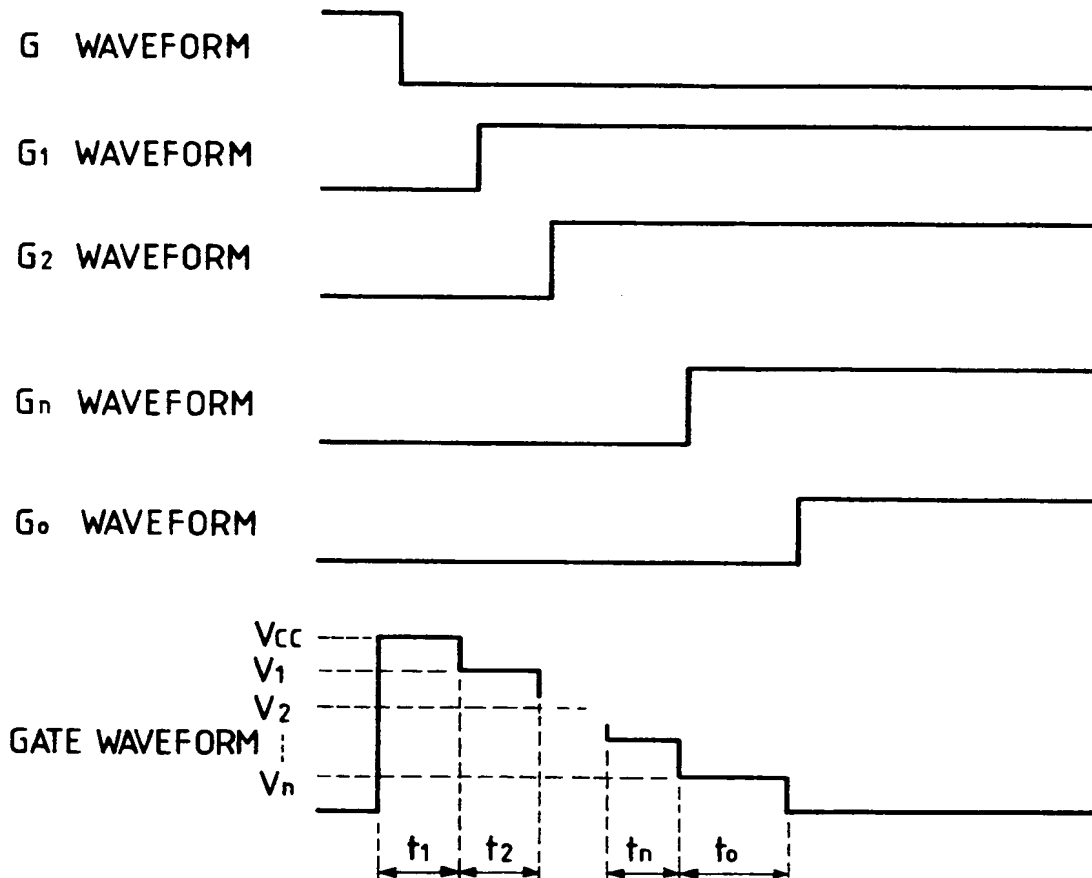 G WAVEFORM
G1 WAVEFORM
G2 WAVEFORM
Gn WAVEFORM
Go WAVEFORM
VCC
V1
V2
GATE WAVEFORM
Vn
t1 t2 tn to